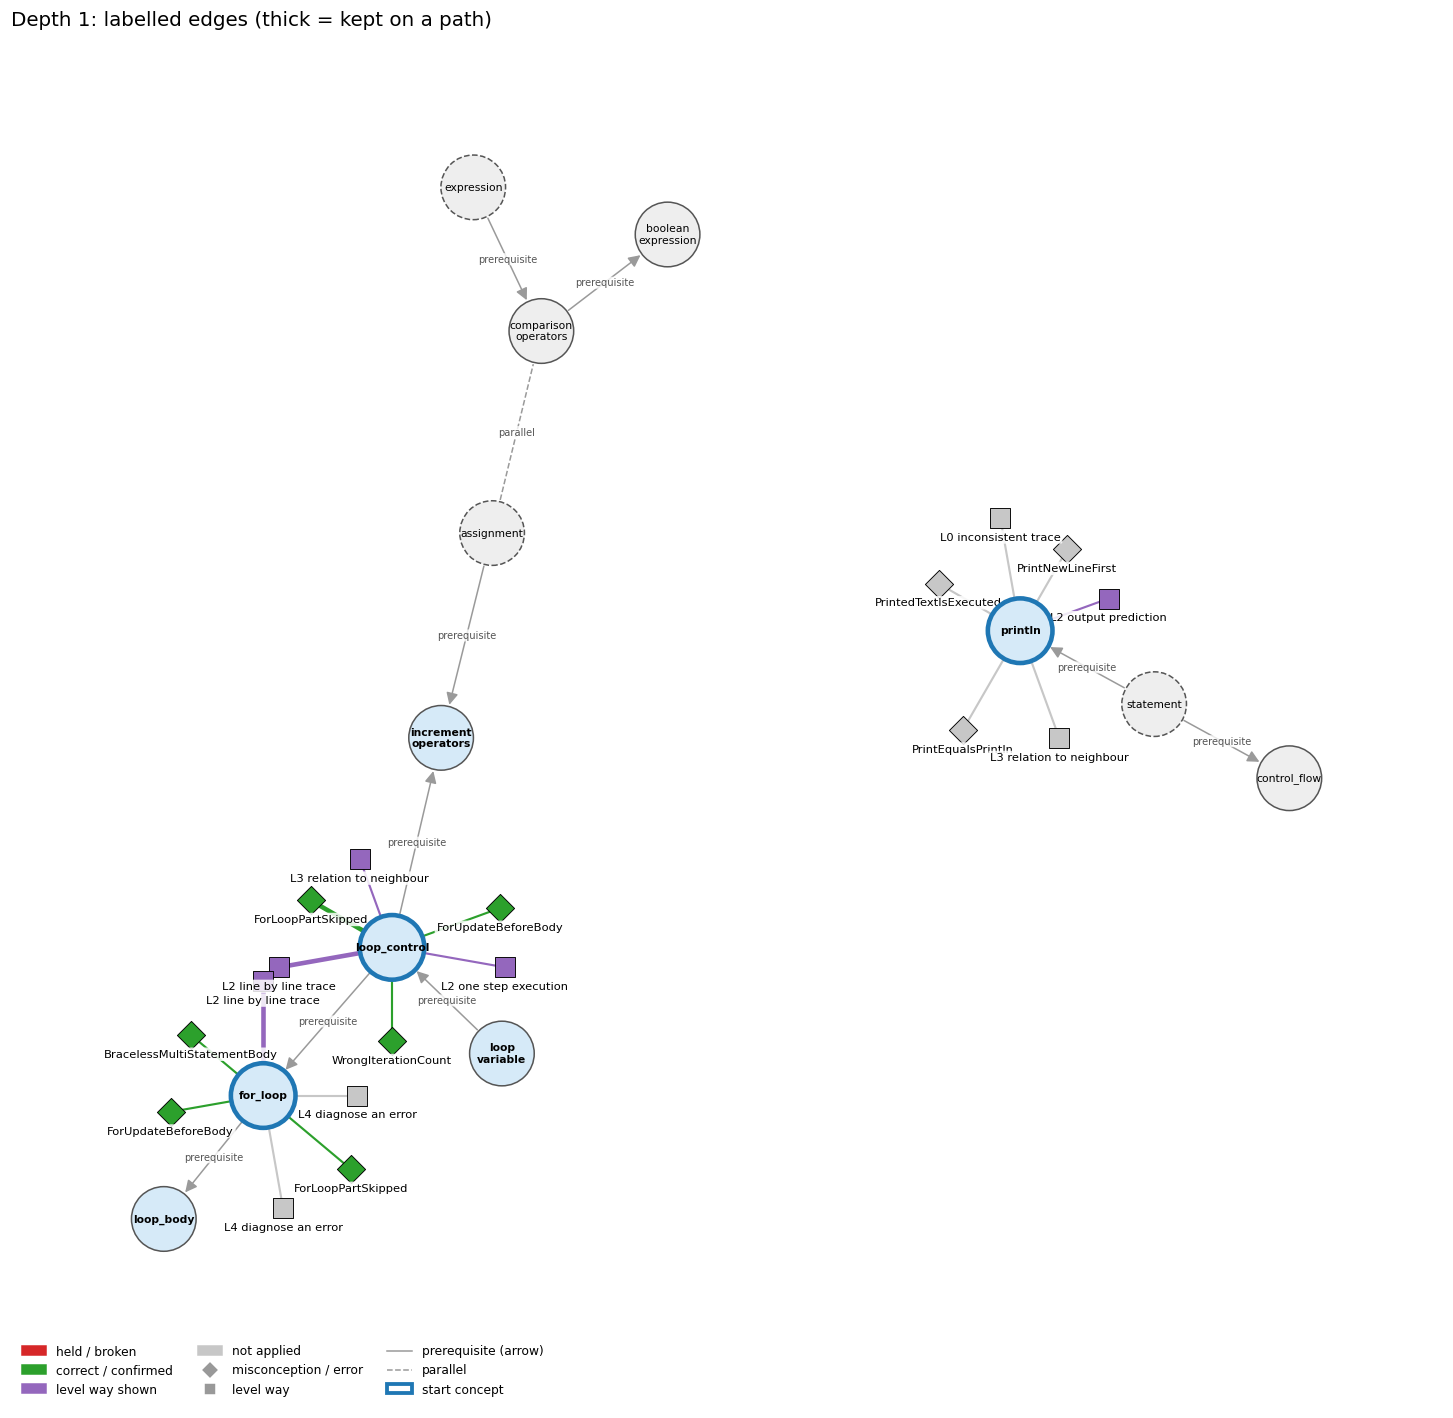 Depth 1: labelled edges (thick = kept on a path)
expression
boolean
expression
prerequisite
prerequisite
comparison
operators
parallel
assignment
prerequisite
increment
operators
prerequisite
L3 relation to neighbour
ForLoopPartSkipped
ForUpdateBeforeBody
loop_control
L2 line by line trace
L2 one step execution
L2 line by line trace
prerequisite
prerequisite
BracelessMultiStatementBody
WrongIterationCount
loop
variable
for_loop
L4 diagnose an error
ForUpdateBeforeBody
prerequisite
ForLoopPartSkipped
loop_body
L4 diagnose an error
L0 inconsistent trace
PrintNewLineFirst
PrintedTextIsExecuted
L2 output prediction
println
prerequisite
statement
PrintEqualsPrintln
L3 relation to neighbour
prerequisite
control_flow
held / broken
correct / confirmed
level way shown
not applied
misconception / error
level way
prerequisite (arrow)
parallel
start concept